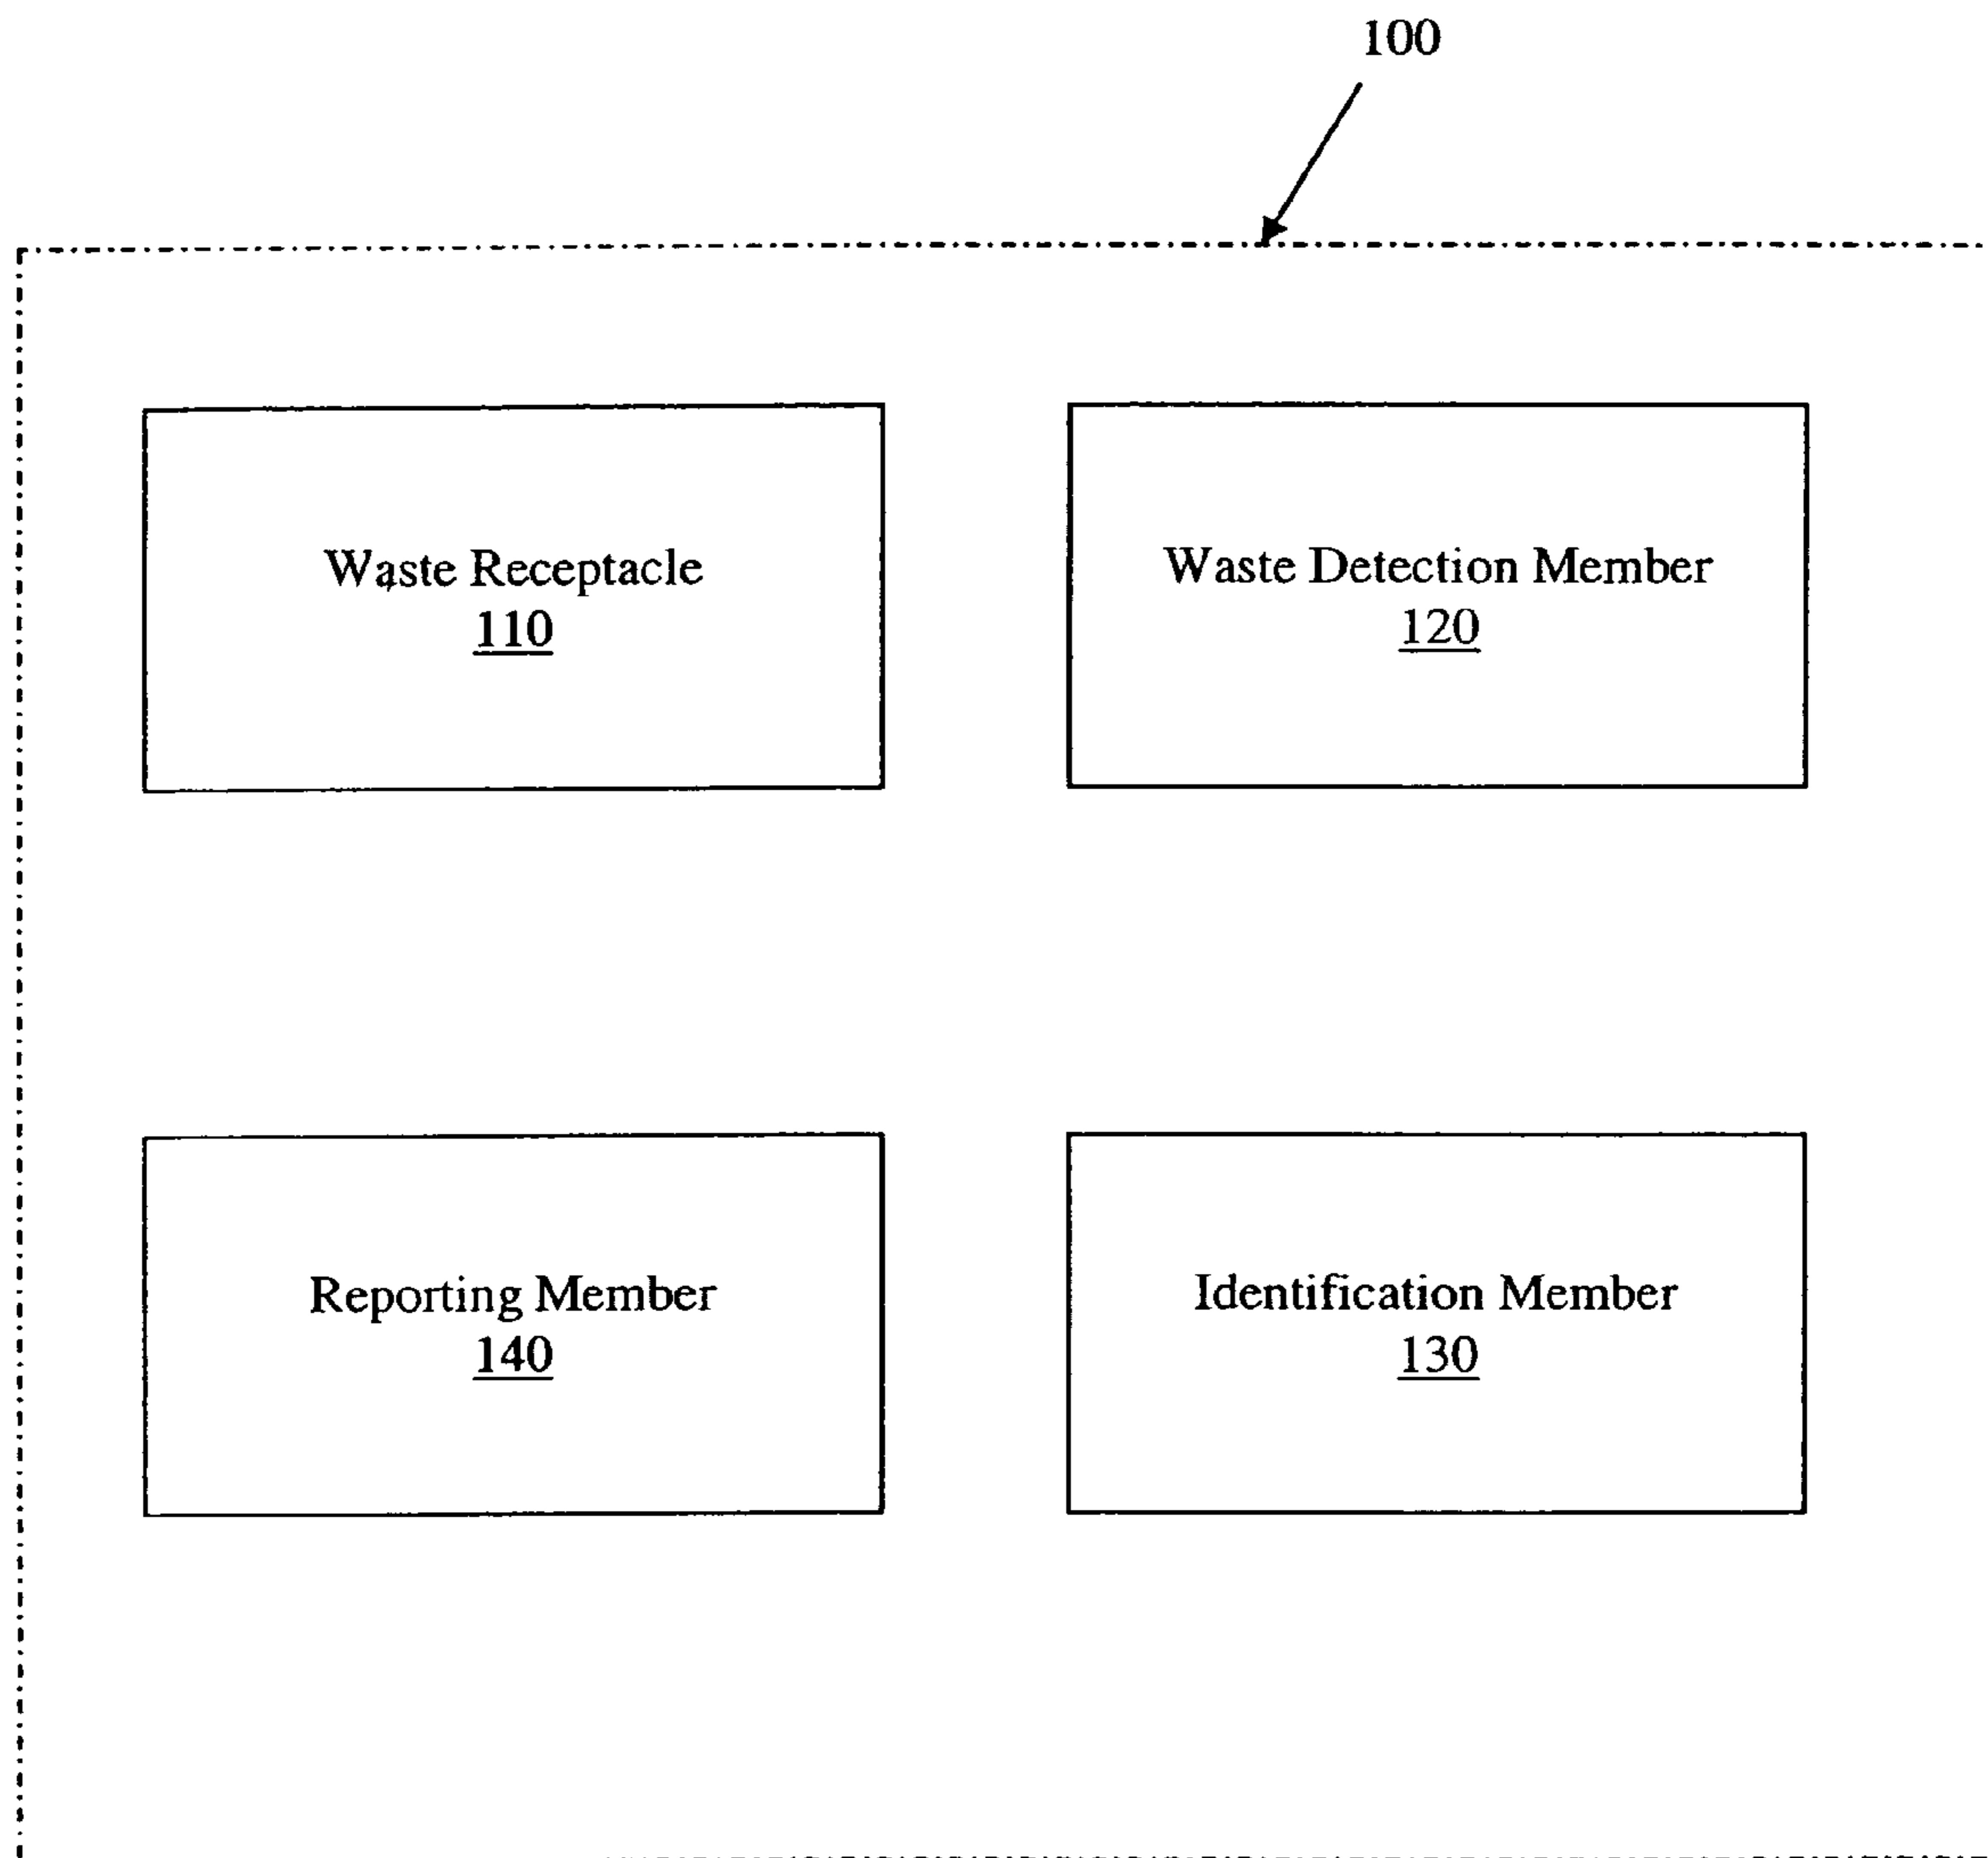 100
Waste Receptacle
110
Waste Detection Member
120
Reporting Member
140
Identification Member
130